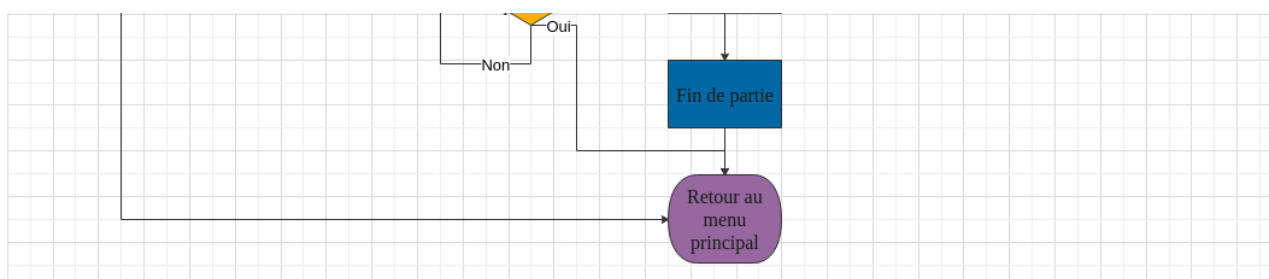 Oui
Non
Fin de partie
Retour au
menu
principal